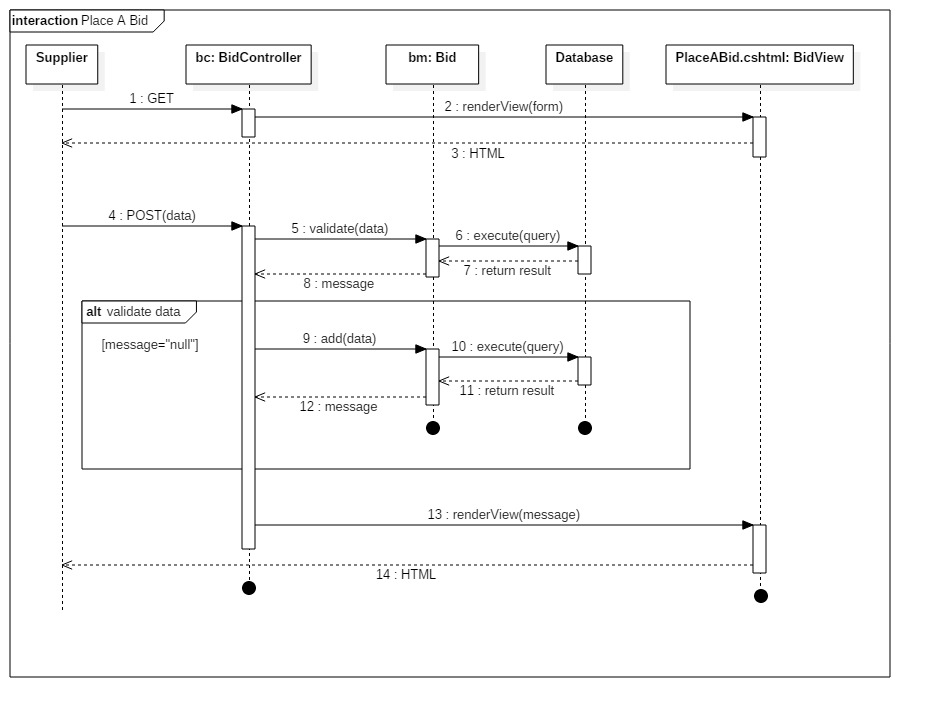 interaction Place A Bid
Supplier
bc: BidController
bm: Bid
Database
PlaceABid.cshtml: BidView
1 : GET
2 : renderView(form)
3 : HTML
4 : POST(data)
5 : validate(data)
6 : execute(query)
7 : return result
8 : message
alt validate data
[message="null"]
9 : add(data)
10 : execute(query)
11 : return result
12 : message
13 : renderView(message)
14 : HTML